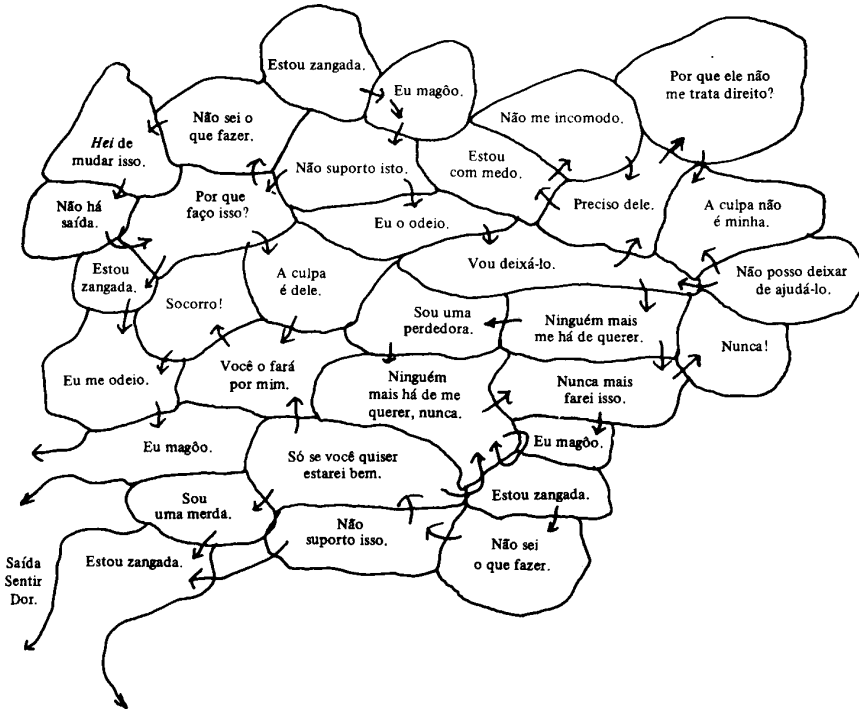 Estou zangada.
Eu magôo.
Por que ele não
me trata direito?
Não sei o
que fazer.
Não me incomodo.
Hei de
mudar isso.
Não suporto isto.
Estou
com medo.
Não há
saída.
Por que
faço isso?
Eu o odeio.
Preciso dele.
A culpa não
é minha.
Estou
zangada.
Socorro!
A culpa
é dele.
Vou deixá-lo.
Não posso deixar
de ajudá-lo.
Sou uma
perdedora.
Ninguém mais
me há de querer.
Nunca!
Eu me odeio.
Você o fará
por mim.
Ninguém
mais há de me
querer, nunca.
Nunca mais
farei isso.
Eu magôo.
Só se você quiser
estarei bem.
Eu magôo.
Sou
uma merda.
Estou zangada.
Não
suporto isso.
Não sei
o que fazer.
Estou zangada.
Saída
Sentir
Dor.